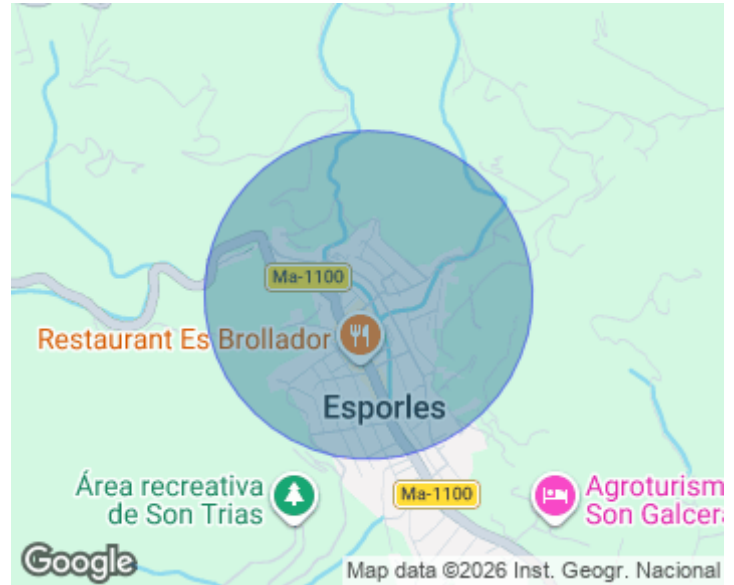 Ma-1100
Restaurant Es Brollador
Esporles
Área recreativa
de Son Trias
Ma-1100
Agroturism
Son Galcera
Google
Map data ©2026 Inst. Geogr. Nacional